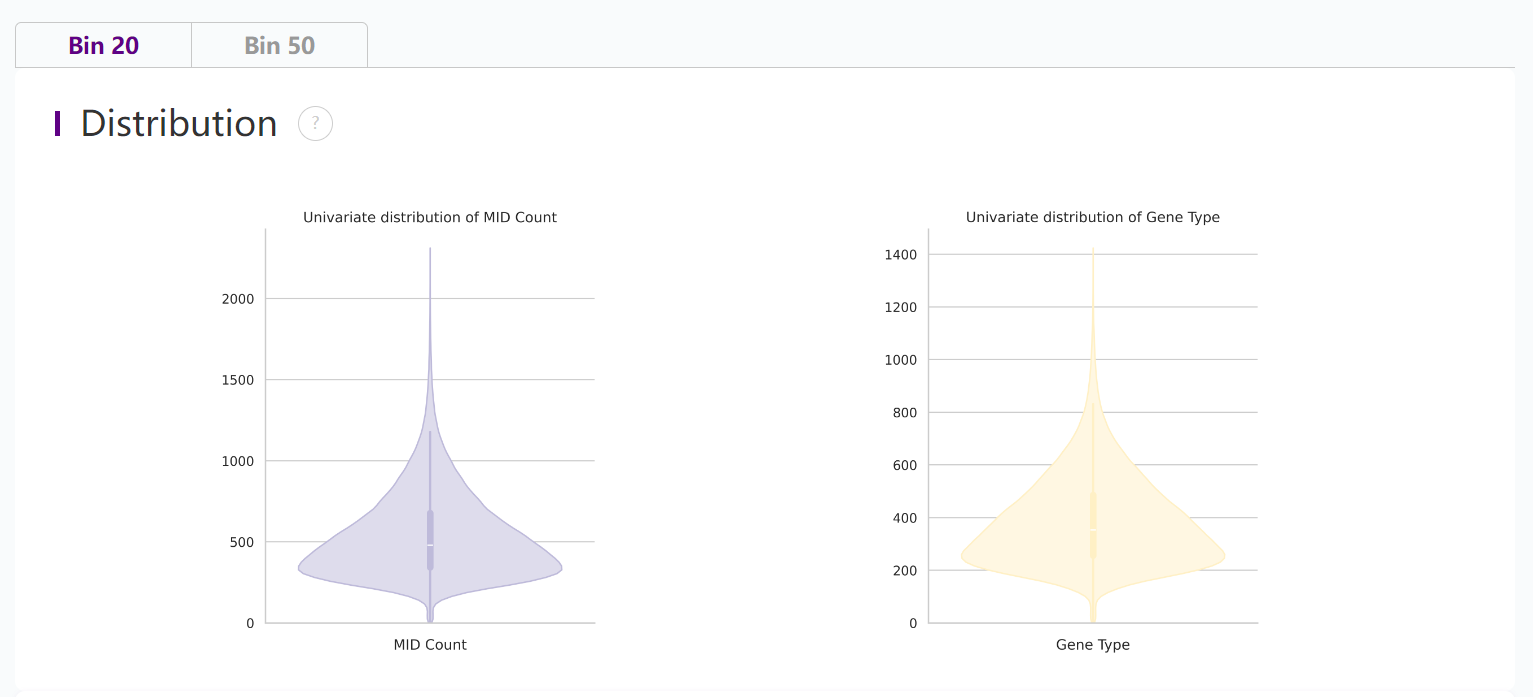 Bin 20
Bin 50
Distribution
?
Univariate distribution of MID Count
2000
1500
1000
500
0
MID Count
Univariate distribution of Gene Type
1400
1200
1000
800
600
400
200
0
Gene Type